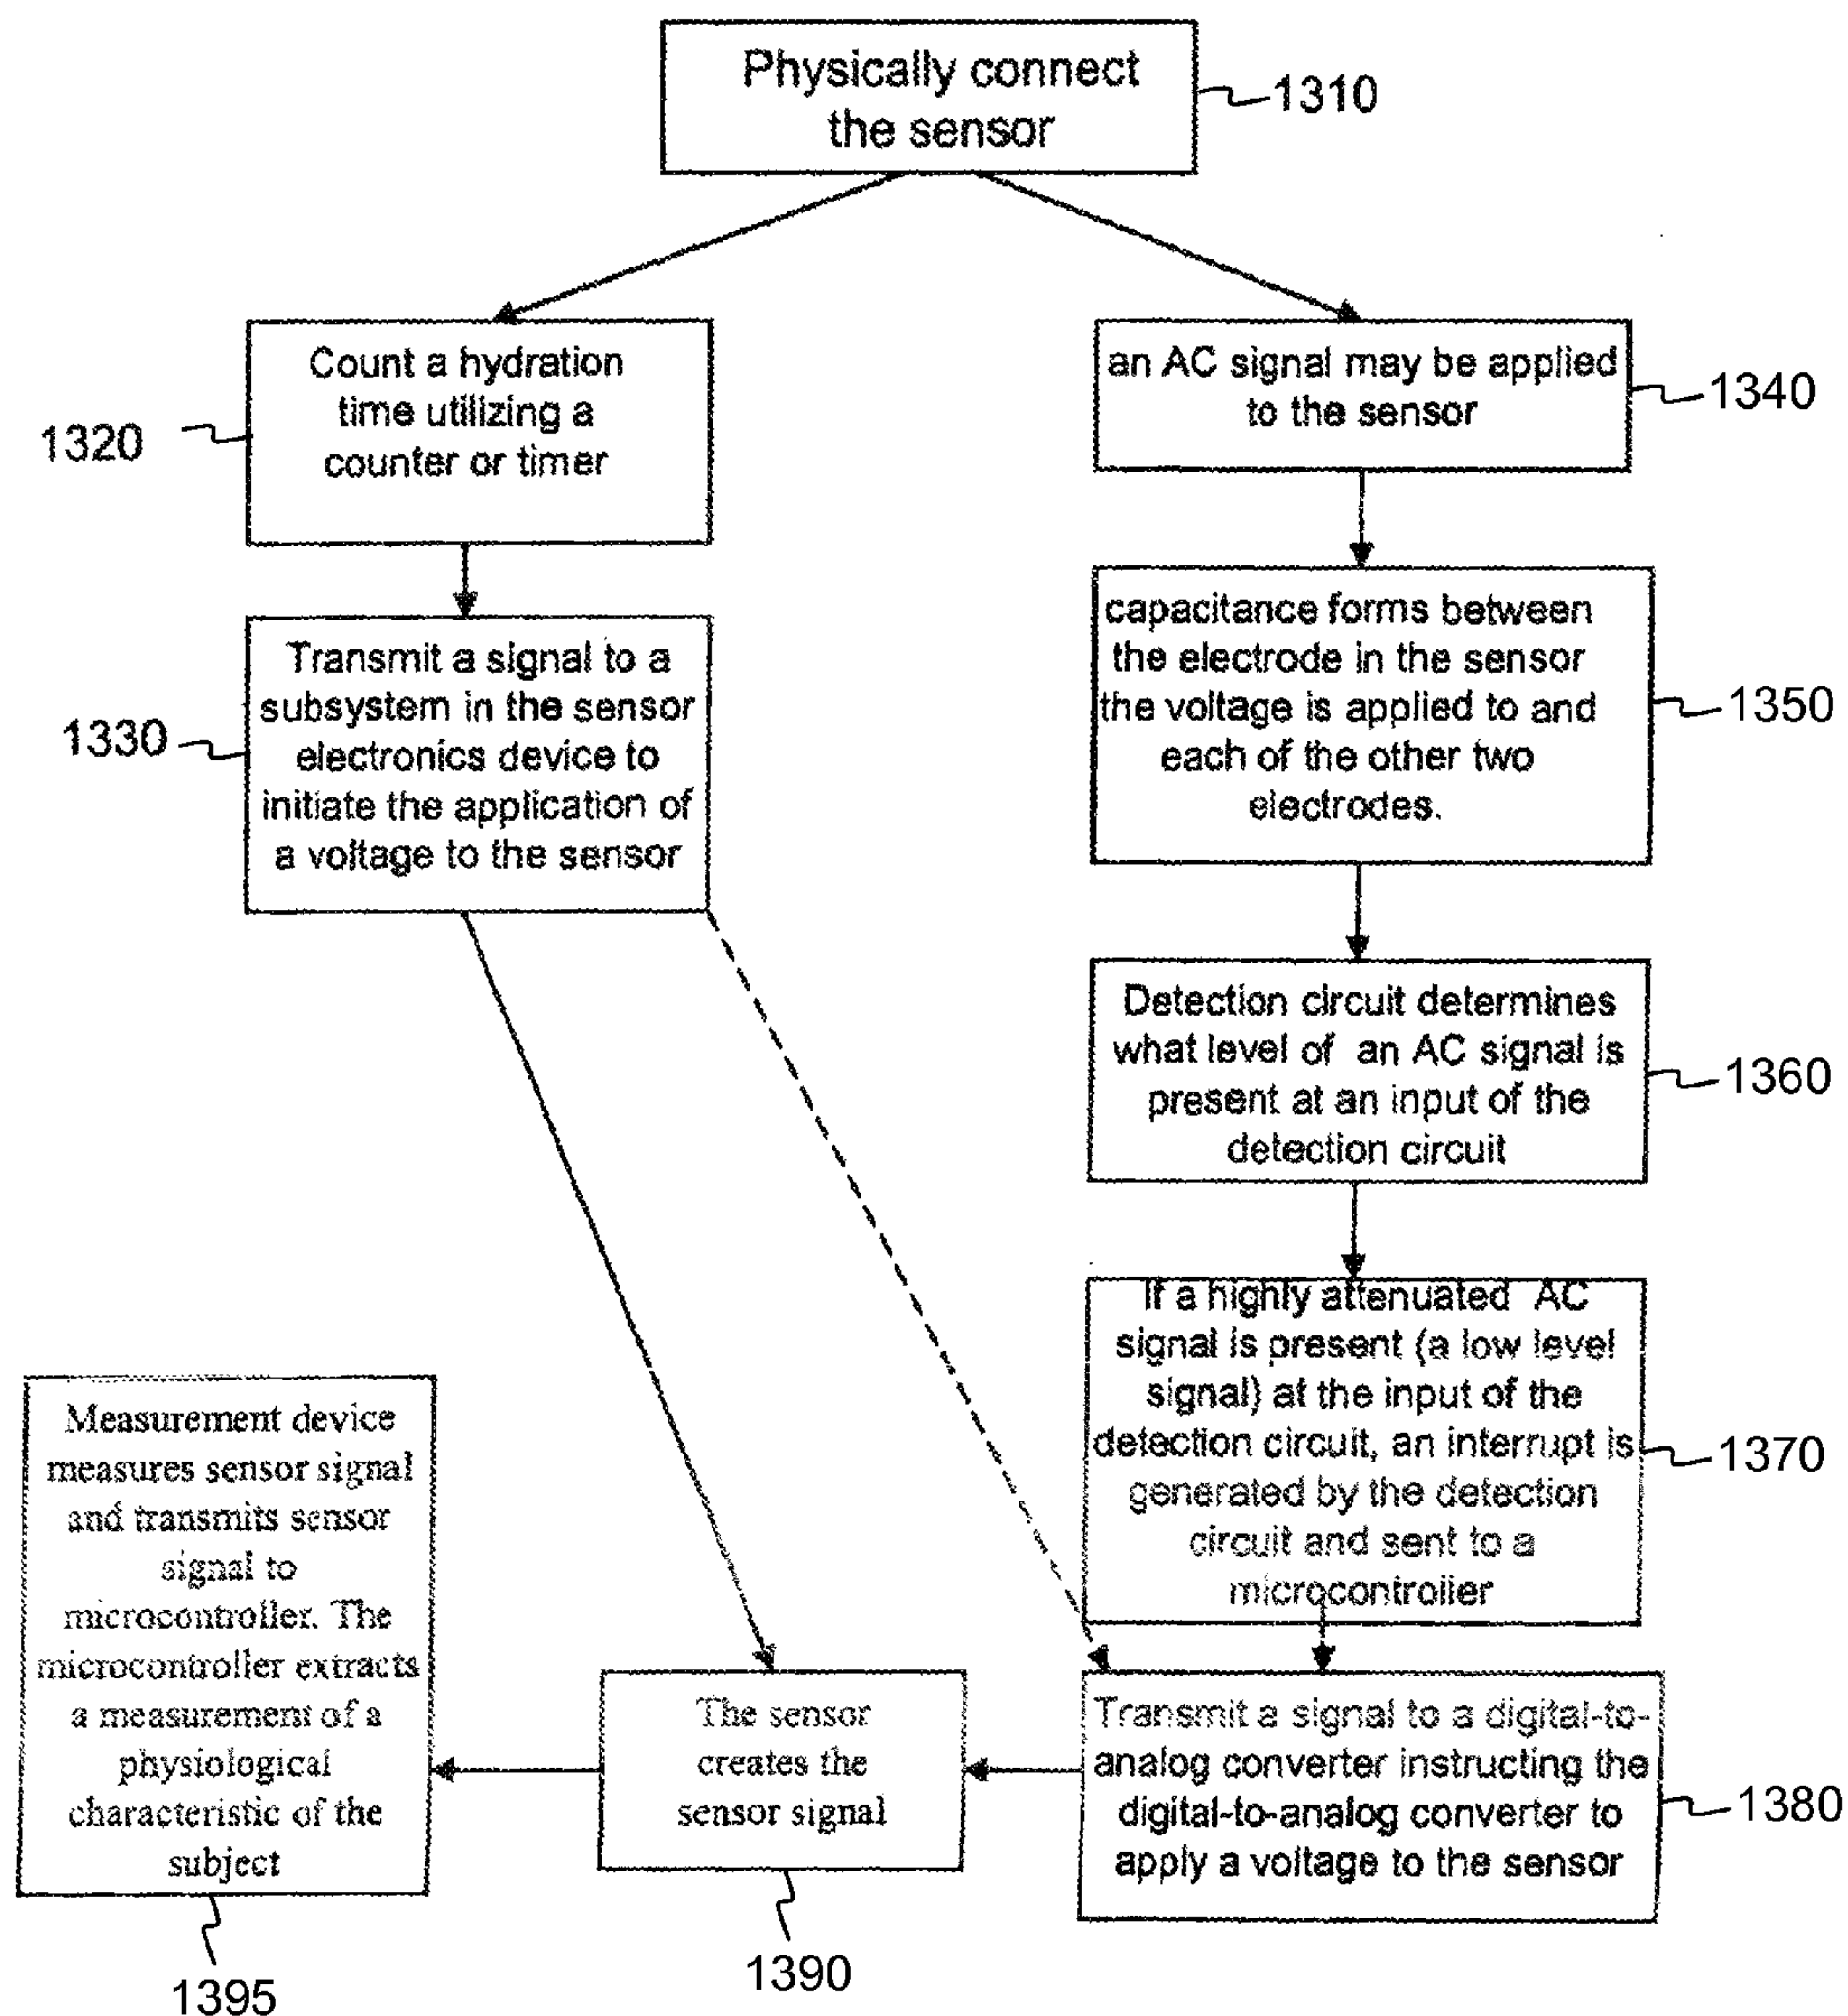 Physically connect
the sensor
1310
Count a hydration
time utilizing a
counter or timer
1320
Transmit a signal to a
subsystem in the sensor
electronics device to
initiate the application of
a voltage to the sensor
1330
an AC signal may be applied
to the sensor
1340
capacitance forms between
the electrode in the sensor
the voltage is applied to and
each of the other two
electrodes.
1350
Detection circuit determines
what level of an AC signal is
present at an input of the
detection circuit
1360
If a highly attenuated AC
signal is present (a low level
signal) at the input of the
detection circuit, an interrupt is
generated by the detection
circuit and sent to a
microcontroller
1370
Transmit a signal to a digital-to-
analog converter instructing the
digital-to-analog converter to
apply a voltage to the sensor
1380
The sensor
creates the
sensor signal
1390
Measurement device
measures sensor signal
and transmits sensor
signal to
microcontroller. The
microcontroller extracts
a measurement of a
physiological
characteristic of the
subject
1395